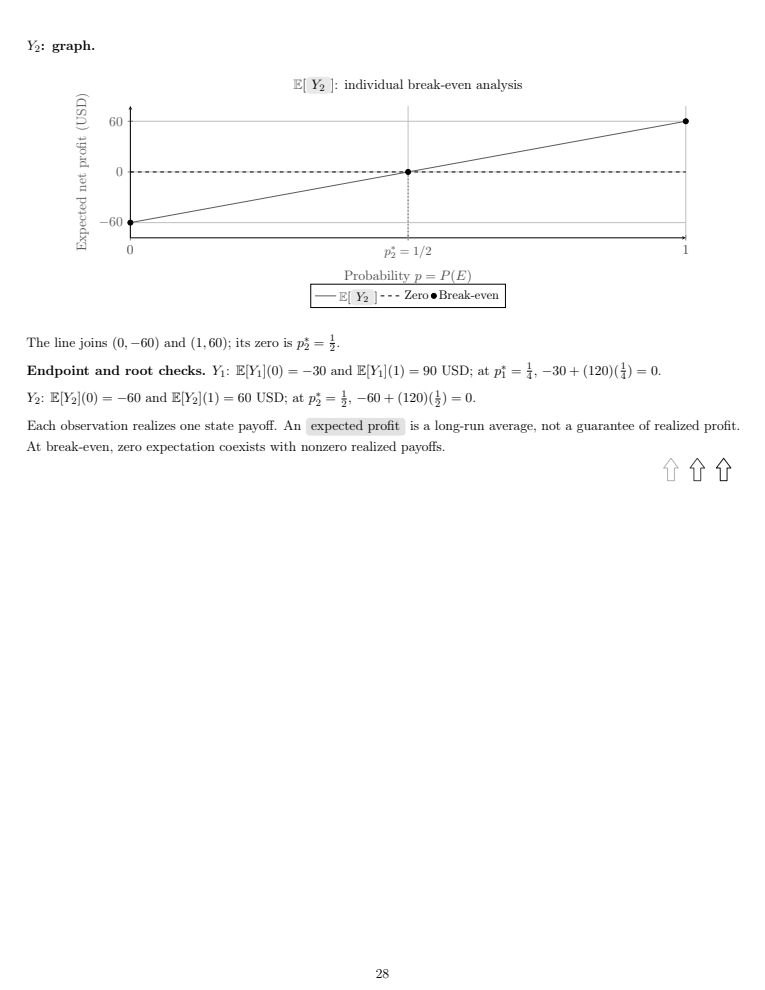 Y₂: graph.
𝔼[ Y₂ ]: individual break-even analysis
Expected net profit (USD)
60
0
−60
0
p₂* = 1/2
1
Probability p = P(E)
𝔼[ Y₂ ] Zero Break-even
The line joins (0, −60) and (1, 60); its zero is p₂* = 1/2.
Endpoint and root checks. Y₁: 𝔼[Y₁](0) = −30 and 𝔼[Y₁](1) = 90 USD; at p₁* = 1/4, −30 + (120)(1/4) = 0.
Y₂: 𝔼[Y₂](0) = −60 and 𝔼[Y₂](1) = 60 USD; at p₂* = 1/2, −60 + (120)(1/2) = 0.
Each observation realizes one state payoff. An expected profit is a long-run average, not a guarantee of realized profit.
At break-even, zero expectation coexists with nonzero realized payoffs.
28